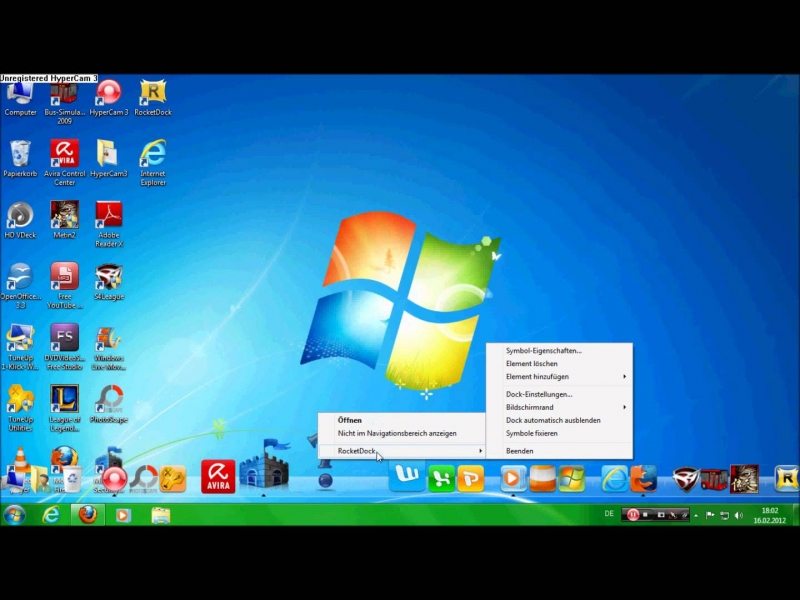 Unregistered HyperCam 3
Computer
Bus-Simula...
2009
HyperCam 3
RocketDock
Papierkorb
AVIRA
Avira Control
Center
HyperCam3
Internet
Explorer
HD VDeck
Metin2
Adobe
Reader X
OpenOffice...
3.3
Free
YouTube ...
S4League
TuneUp
1-Klick-W...
FS
DVDVideoS...
Free Studio
Windows
Live Mov...
TuneUp
Utilities
League of
Legend...
PhotoScape
Symbol-Eigenschaften...
Element löschen
Element hinzufügen
Dock-Einstellungen...
Bildschirmrand
Dock automatisch ausblenden
Symbole fixieren
Beenden
Öffnen
Nicht im Navigationsbereich anzeigen
RocketDock
AVIRA
DE
18:02
16.02.2012